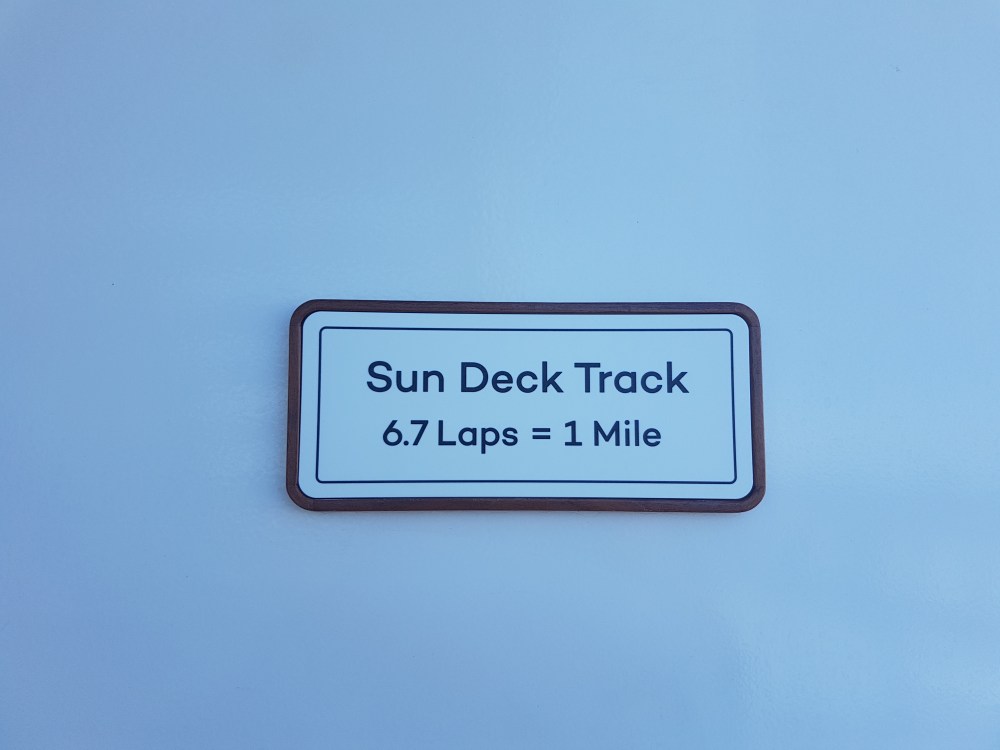 Sun Deck Track
6.7 Laps = 1 Mile